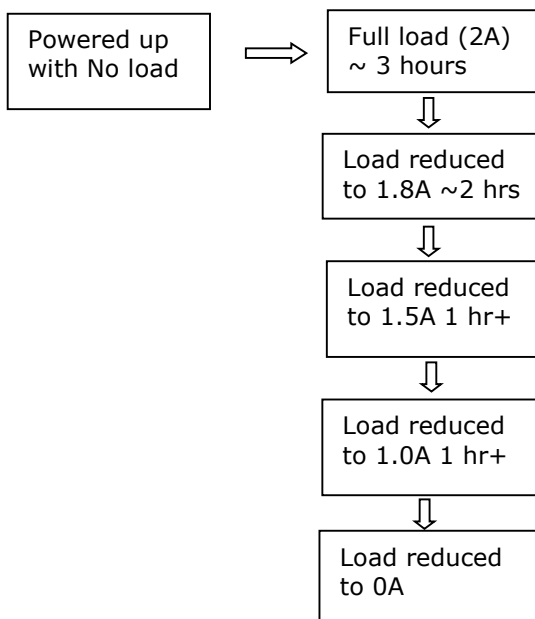 Powered up
with No load
Full load (2A)
~ 3 hours
Load reduced
to 1.8A ~2 hrs
Load reduced
to 1.5A 1 hr+
Load reduced
to 1.0A 1 hr+
Load reduced
to 0A